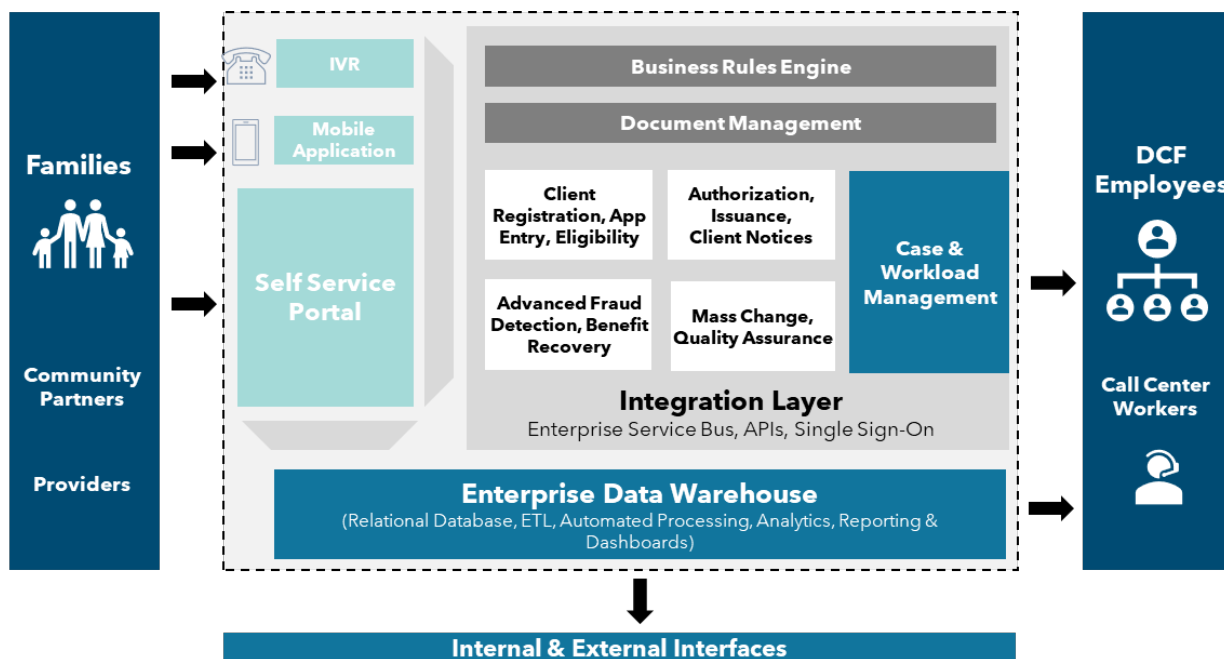 Families
Community
Partners
Providers
IVR
Mobile
Application
Self Service
Portal
Business Rules Engine
Document Management
Client
Registration, App
Entry, Eligibility
Authorization,
Issuance,
Client Notices
Advanced Fraud
Detection, Benefit
Recovery
Mass Change,
Quality Assurance
Case &
Workload
Management
Integration Layer
Enterprise Service Bus, APIs, Single Sign-On
Enterprise Data Warehouse
(Relational Database, ETL, Automated Processing, Analytics, Reporting &
Dashboards)
DCF
Employees
Call Center
Workers
Internal & External Interfaces